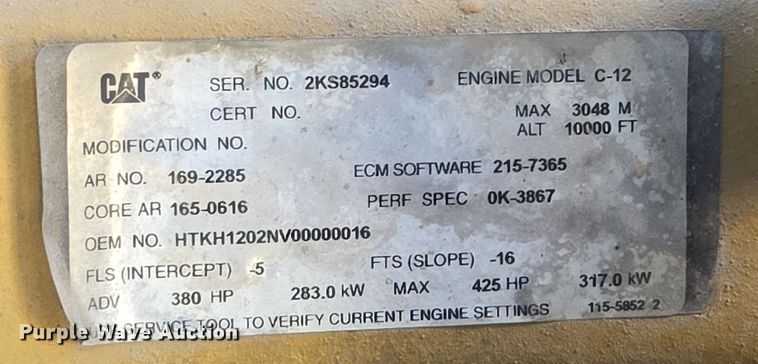 CAT® SER. NO. 2KS85294 ENGINE MODEL C-12
CERT NO. MAX 3048 M
ALT 10000 FT
MODIFICATION NO.
AR NO. 169-2285 ECM SOFTWARE 215-7365
CORE AR 165-0616 PERF SPEC 0K-3867
OEM NO. HTKH1202NV00000016
FLS (INTERCEPT) -5 FTS (SLOPE) -16
ADV 380 HP 283.0 kW MAX 425 HP 317.0 kW
SERVICE TOOL TO VERIFY CURRENT ENGINE SETTINGS 115-5852 2
Purple Wave Auction